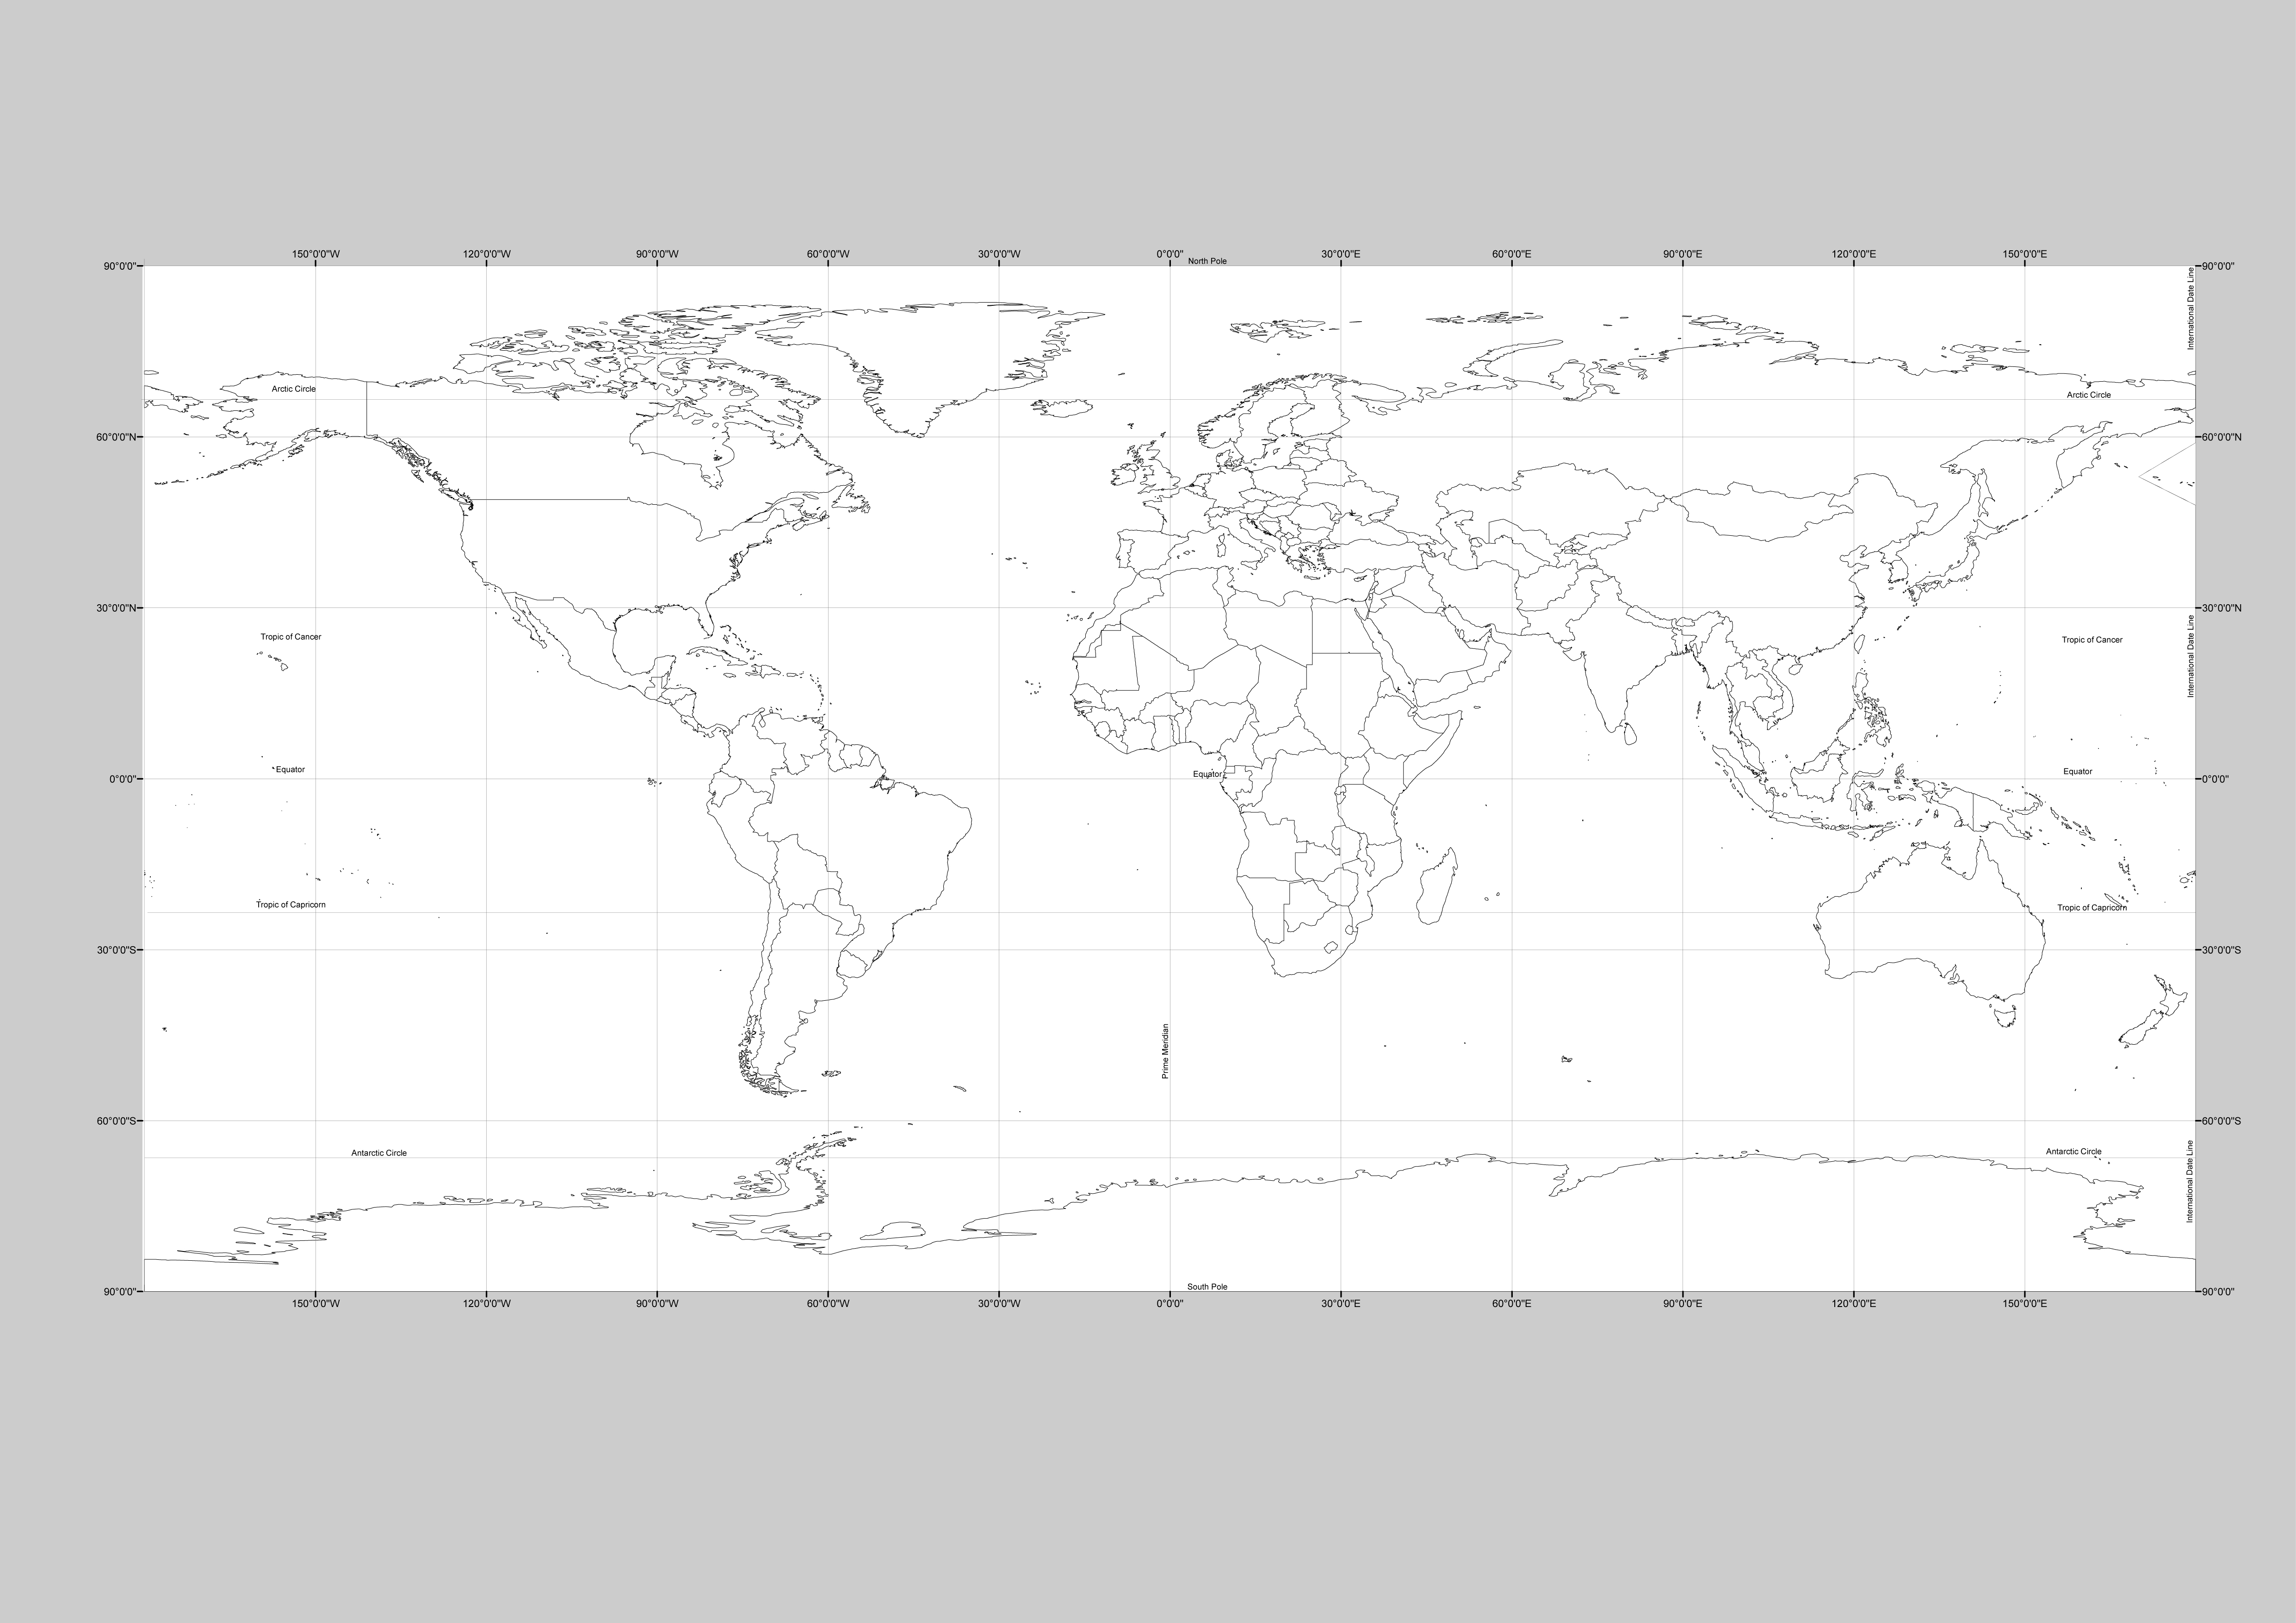 150°0'0"W 120°0'0"W 90°0'0"W 60°0'0"W 30°0'0"W 0°0'0" 30°0'0"E 60°0'0"E 90°0'0"E 120°0'0"E 150°0'0"E
North Pole
90°0'0" 90°0'0"
International Date Line
Arctic Circle Arctic Circle
60°0'0"N 60°0'0"N
30°0'0"N 30°0'0"N
International Date Line
Tropic of Cancer Tropic of Cancer
Equator Equator Equator
0°0'0" 0°0'0"
Tropic of Capricorn Tropic of Capricorn
30°0'0"S 30°0'0"S
Prime Meridian
60°0'0"S 60°0'0"S
Antarctic Circle Antarctic Circle
International Date Line
South Pole
90°0'0" 90°0'0"
150°0'0"W 120°0'0"W 90°0'0"W 60°0'0"W 30°0'0"W 0°0'0" 30°0'0"E 60°0'0"E 90°0'0"E 120°0'0"E 150°0'0"E